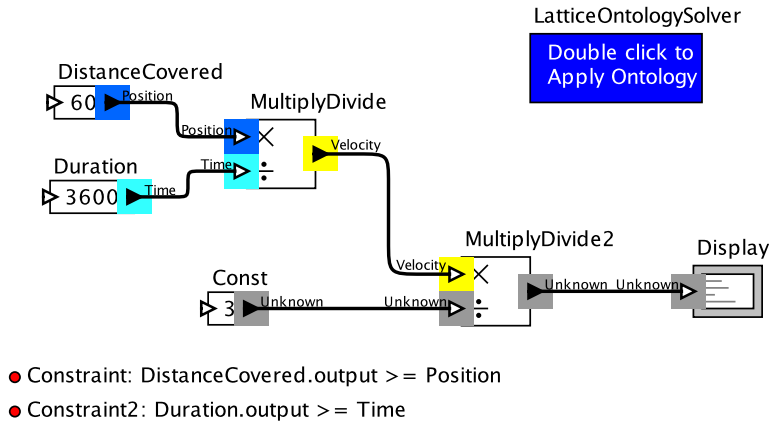 LatticeOntologySolver
Double click to
Apply Ontology
DistanceCovered
60
Position
MultiplyDivide
Position
×
Velocity
Duration
Time
÷
3600
Time
MultiplyDivide2
Display
Velocity
×
Const
3
Unknown
Unknown
÷
Unknown
Unknown
Constraint: DistanceCovered.output >= Position
Constraint2: Duration.output >= Time